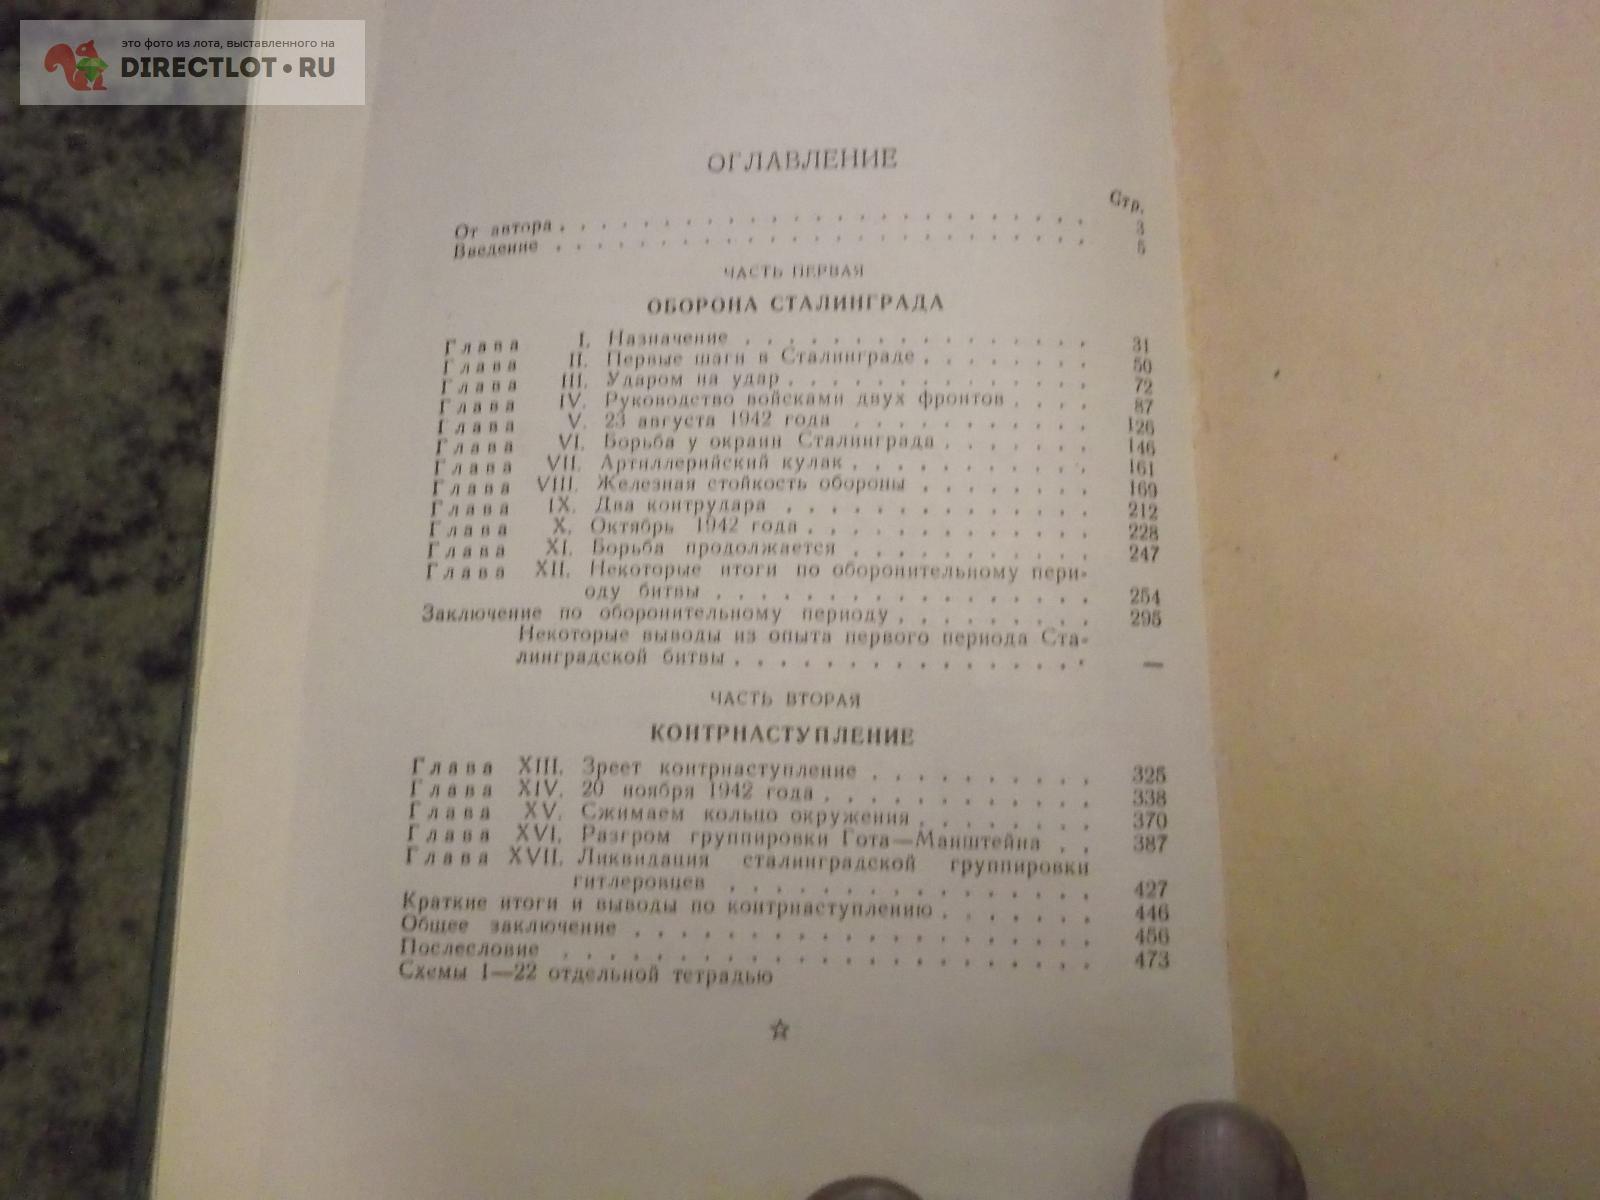 это фото из лота, выставленного на
DIRECTLOT • RU
ОГЛАВЛЕНИЕ
Стр.
От автора . . . . . . . . . . . . . . . . . . . . . . . . . 3
Введение . . . . . . . . . . . . . . . . . . . . . . . . . 5
ЧАСТЬ ПЕРВАЯ
ОБОРОНА СТАЛИНГРАДА
Глава I. Назначение . . . . . . . . . . . . . . . 31
Глава II. Первые шаги в Сталинграде . . . . . . . 50
Глава III. Ударом на удар . . . . . . . . . . . . . 72
Глава IV. Руководство войсками двух фронтов . . . . 87
Глава V. 23 августа 1942 года . . . . . . . . . . . 126
Глава VI. Борьба у окраин Сталинграда . . . . . . . 146
Глава VII. Артиллерийский кулак . . . . . . . . . . . 161
Глава VIII. Железная стойкость обороны . . . . . . . 169
Глава IX. Два контрудара . . . . . . . . . . . . . 212
Глава X. Октябрь 1942 года . . . . . . . . . . . . 228
Глава XI. Борьба продолжается . . . . . . . . . . . 247
Глава XII. Некоторые итоги по оборонительному пери-
оду битвы . . . . . . . . . . . . . . . . . 254
Заключение по оборонительному периоду . . . . . . . . . 295
Некоторые выводы из опыта первого периода Ста-
линградской битвы . . . . . . . . . . . . . . . —
ЧАСТЬ ВТОРАЯ
КОНТРНАСТУПЛЕНИЕ
Глава XIII. Зреет контрнаступление . . . . . . . . . . 325
Глава XIV. 20 ноября 1942 года . . . . . . . . . . . . 338
Глава XV. Сжимаем кольцо окружения . . . . . . . . 370
Глава XVI. Разгром группировки Гота—Манштейна . . 387
Глава XVII. Ликвидация сталинградской группировки
гитлеровцев . . . . . . . . . . . . . . . . 427
Краткие итоги и выводы по контрнаступлению . . . . . . . 446
Общее заключение . . . . . . . . . . . . . . . . . . . . 456
Послесловие . . . . . . . . . . . . . . . . . . . . . . . 473
Схемы 1—22 отдельной тетрадью
☆